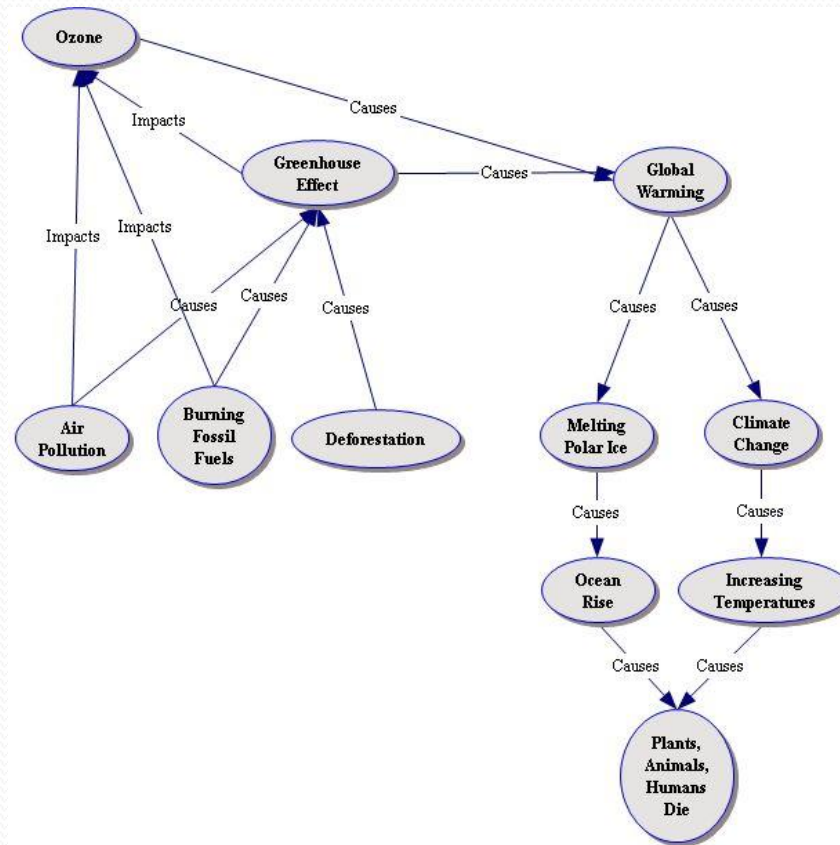 Ozone
Causes
Impacts
Greenhouse
Effect
Causes
Global
Warming
Impacts
Impacts
Causes
Causes
Causes
Causes
Causes
Air
Pollution
Burning
Fossil
Fuels
Deforestation
Melting
Polar Ice
Climate
Change
Causes
Causes
Ocean
Rise
Increasing
Temperatures
Causes
Causes
Plants,
Animals,
Humans
Die